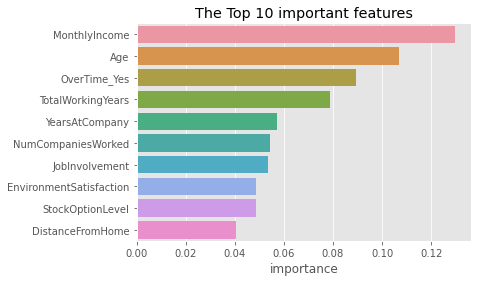 The Top 10 important features
MonthlyIncome
Age
OverTime_Yes
TotalWorkingYears
YearsAtCompany
NumCompaniesWorked
JobInvolvement
EnvironmentSatisfaction
StockOptionLevel
DistanceFromHome
0.00 0.02 0.04 0.06 0.08 0.10 0.12
importance